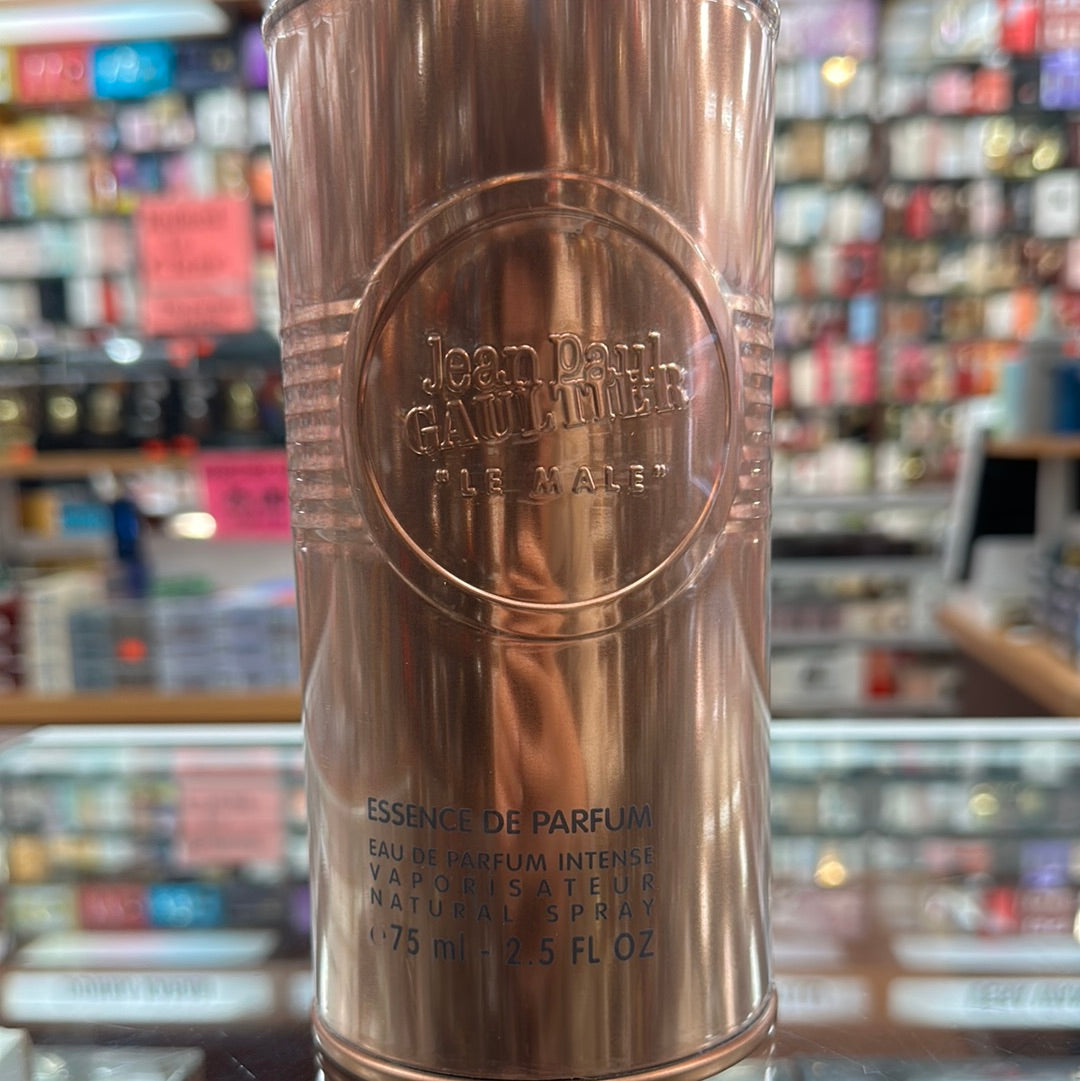 Jean Paul
GAULTIER
"LE MALE"
ESSENCE DE PARFUM
EAU DE PARFUM INTENSE
VAPORISATEUR
NATURAL SPRAY
℮75 ml - 2.5 FL OZ